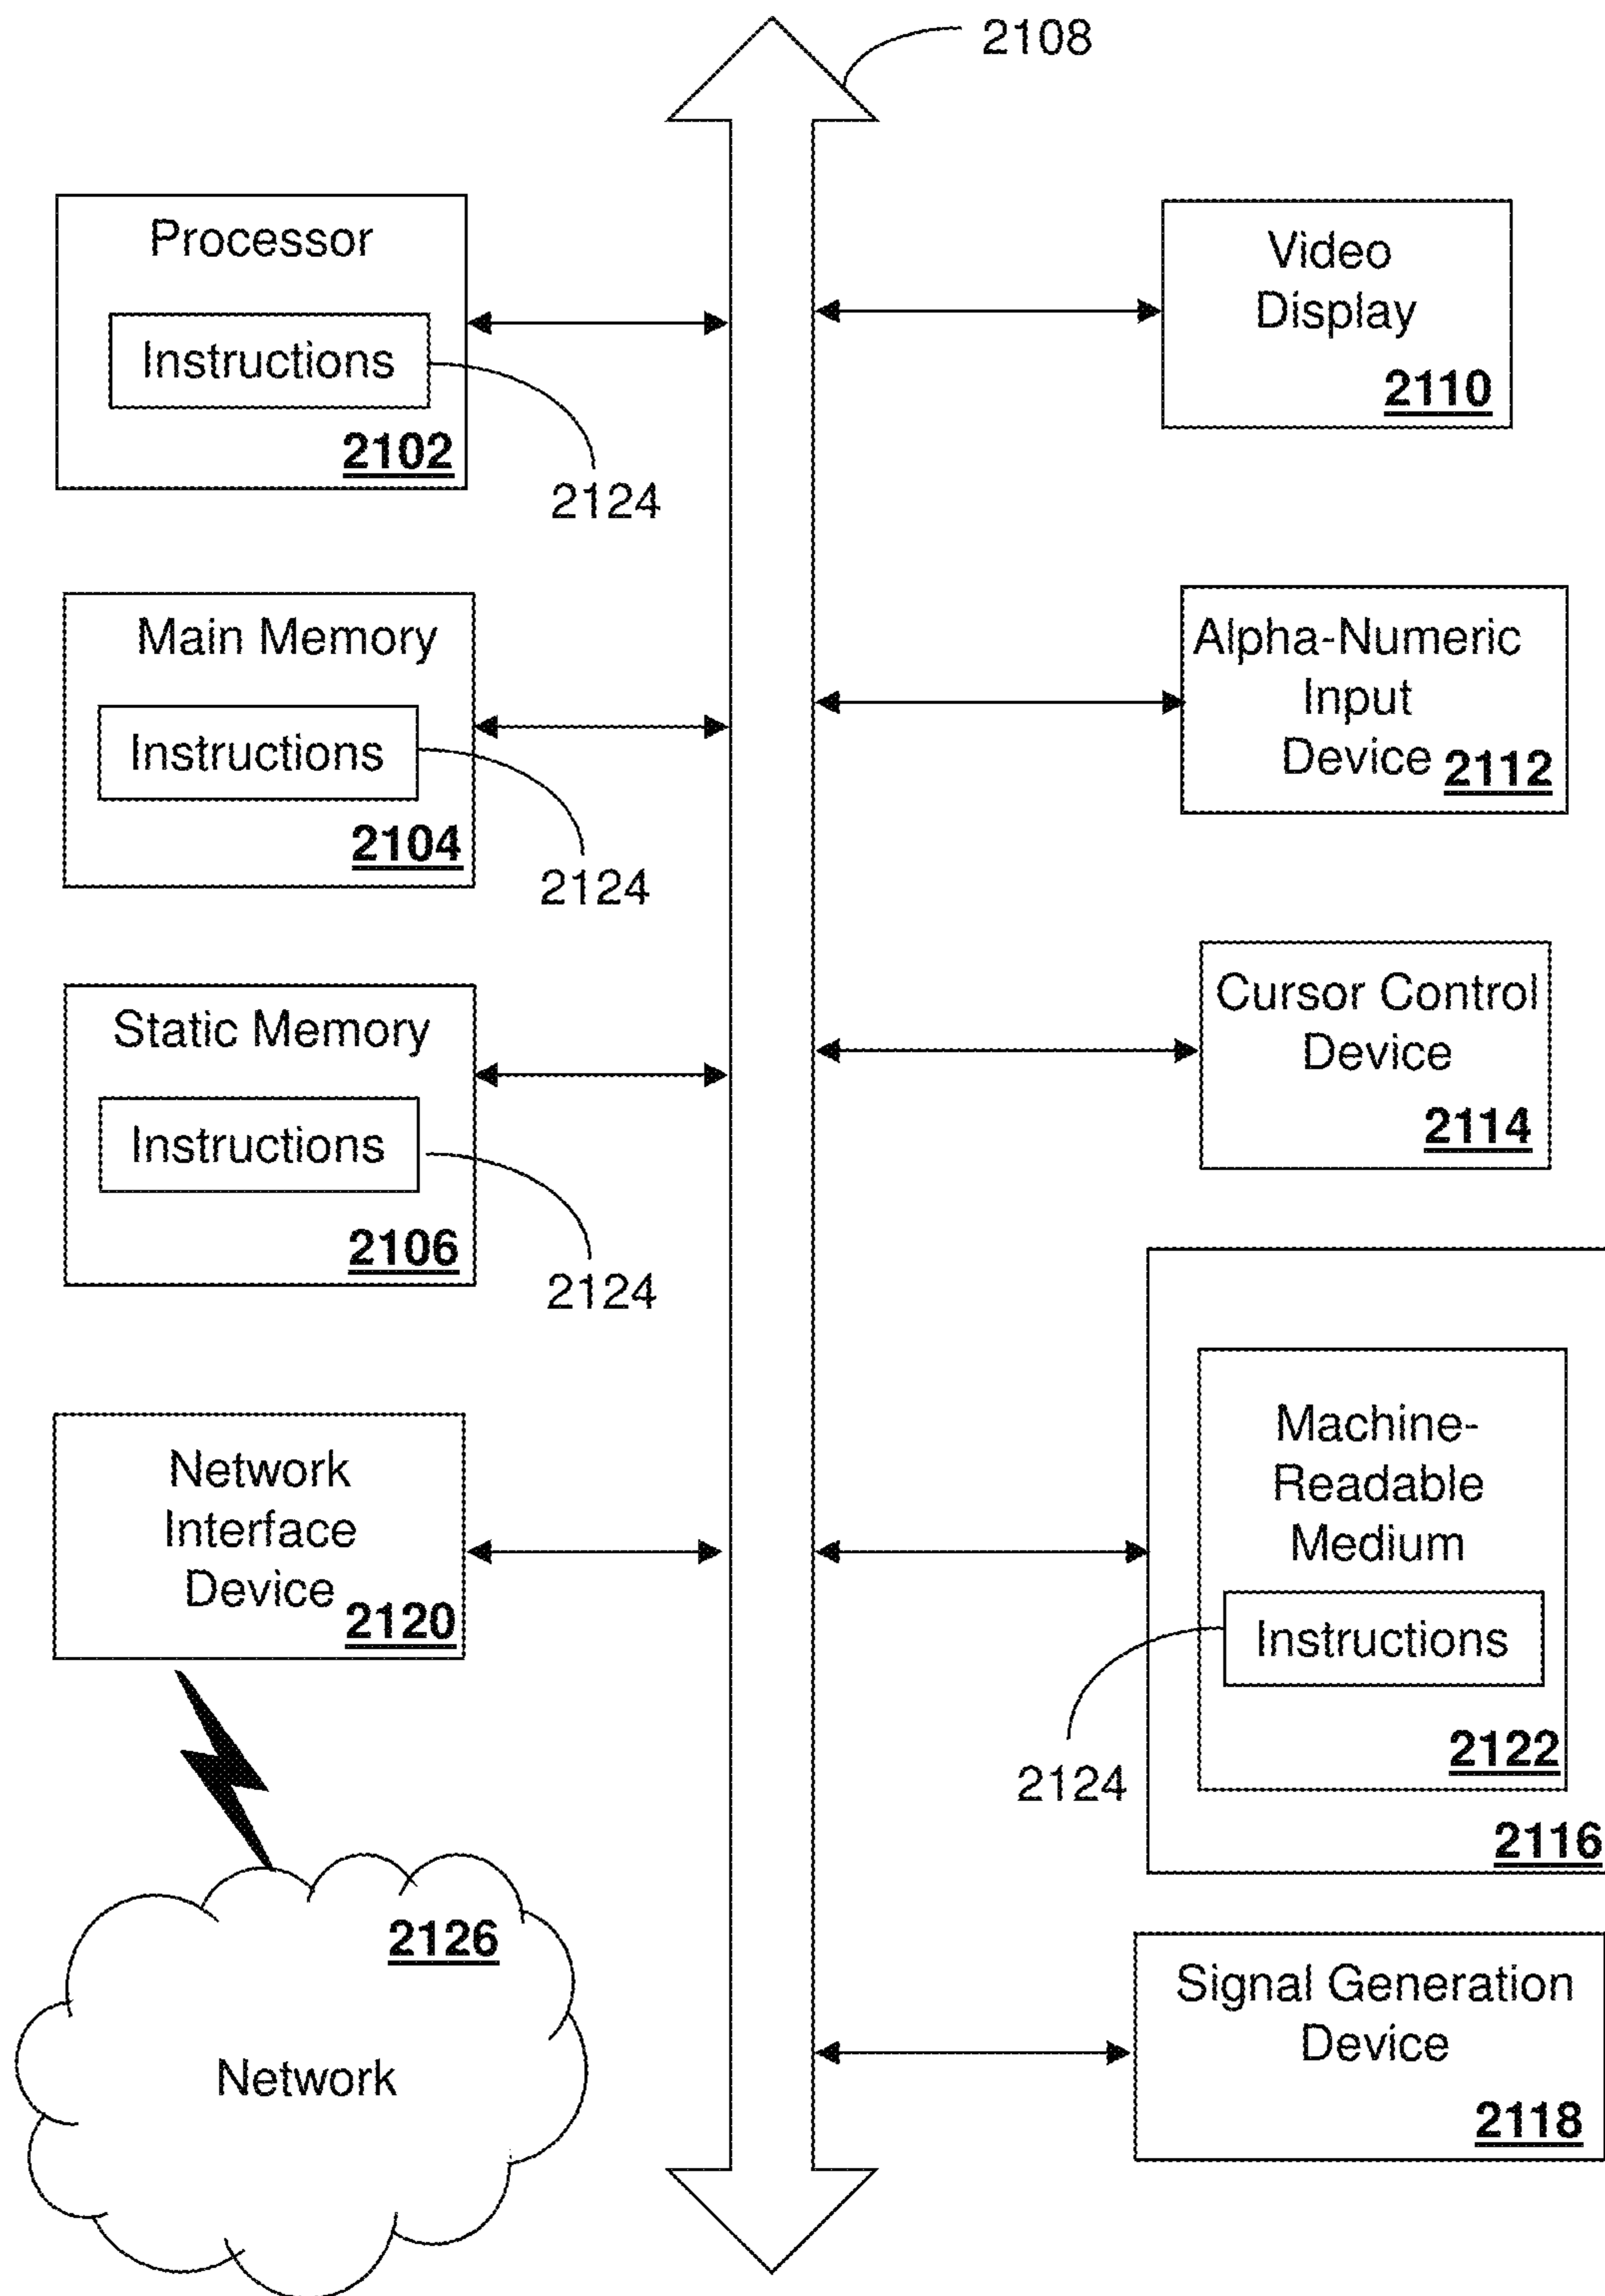 2108
Processor
Instructions
2102
2124
Main Memory
Instructions
2104
2124
Static Memory
Instructions
2106
2124
Network
Interface
Device
2120
2126
Network
Video
Display
2110
Alpha-Numeric
Input
Device 2112
Cursor Control
Device
2114
Machine-
Readable
Medium
Instructions
2122
2124
2116
Signal Generation
Device
2118